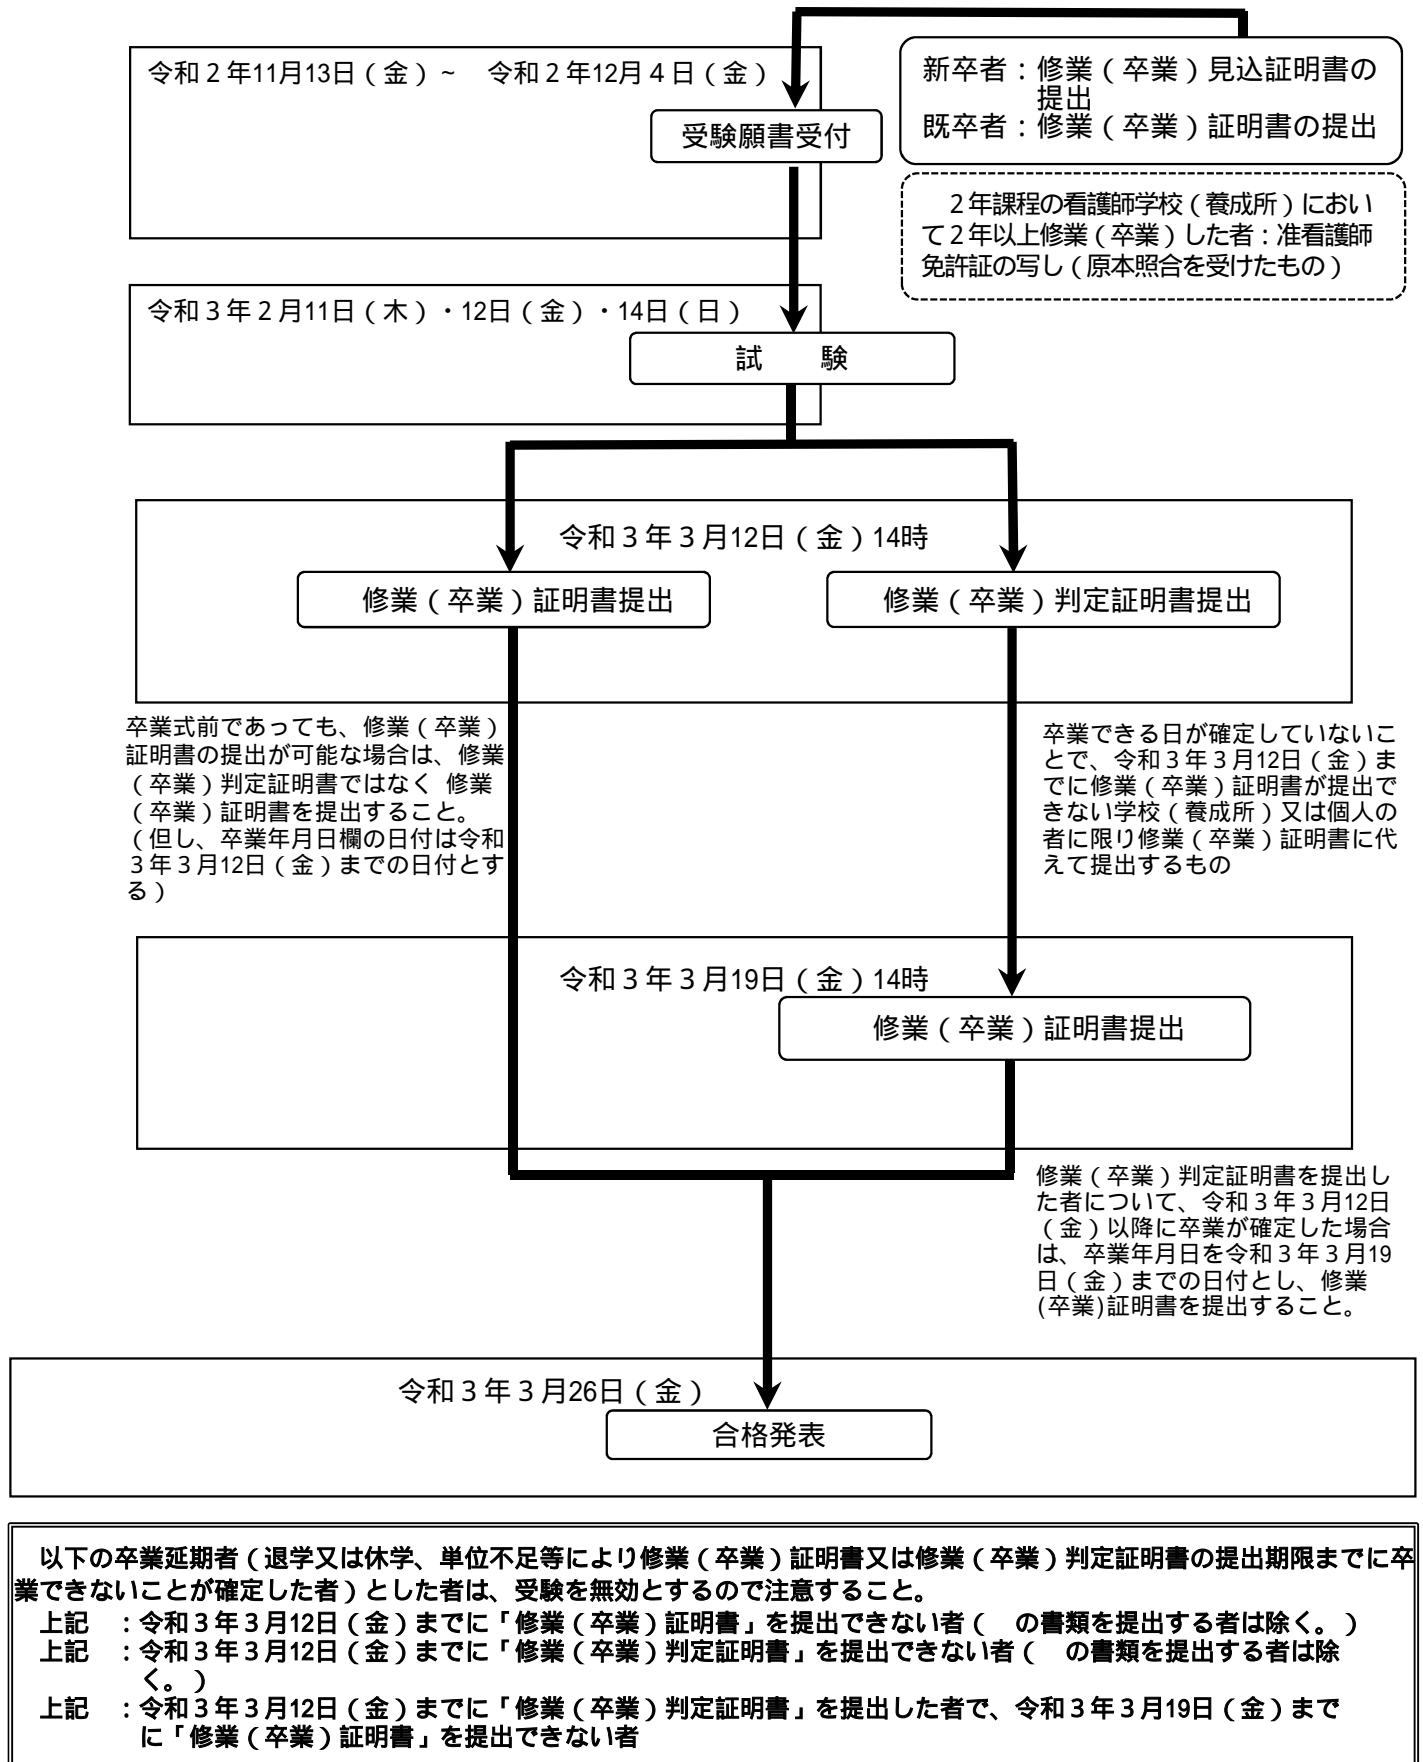 令和２年11月13日（金）~　令和２年12月４日（金）
受験願書受付
新卒者：修業（卒業）見込証明書の
提出
既卒者：修業（卒業）証明書の提出
２年課程の看護師学校（養成所）におい
て２年以上修業（卒業）した者：准看護師
免許証の写し（原本照合を受けたもの）
令和３年２月11日（木）・12日（金）・14日（日）
試　　験
令和３年３月12日（金）14時
修業（卒業）証明書提出
修業（卒業）判定証明書提出
卒業式前であっても、修業（卒業）
証明書の提出が可能な場合は、修業
（卒業）判定証明書ではなく 修業
（卒業）証明書を提出すること。
（但し、卒業年月日欄の日付は令和
３年３月12日（金）までの日付とす
る）
卒業できる日が確定していないこ
とで、令和３年３月12日（金）ま
でに修業（卒業）証明書が提出で
きない学校（養成所）又は個人の
者に限り修業（卒業）証明書に代
えて提出するもの
令和３年３月19日（金）14時
修業（卒業）証明書提出
修業（卒業）判定証明書を提出し
た者について、令和３年３月12日
（金）以降に卒業が確定した場合
は、卒業年月日を令和３年３月19
日（金）までの日付とし、修業
(卒業)証明書を提出すること。
令和３年３月26日（金）
合格発表
以下の卒業延期者（退学又は休学、単位不足等により修業（卒業）証明書又は修業（卒業）判定証明書の提出期限までに卒
業できないことが確定した者）とした者は、受験を無効とするので注意すること。
上記　：令和３年３月12日（金）までに「修業（卒業）証明書」を提出できない者（　の書類を提出する者は除く。）
上記　：令和３年３月12日（金）までに「修業（卒業）判定証明書」を提出できない者（　の書類を提出する者は除
く。）
上記　：令和３年３月12日（金）までに「修業（卒業）判定証明書」を提出した者で、令和３年３月19日（金）まで
に「修業（卒業）証明書」を提出できない者